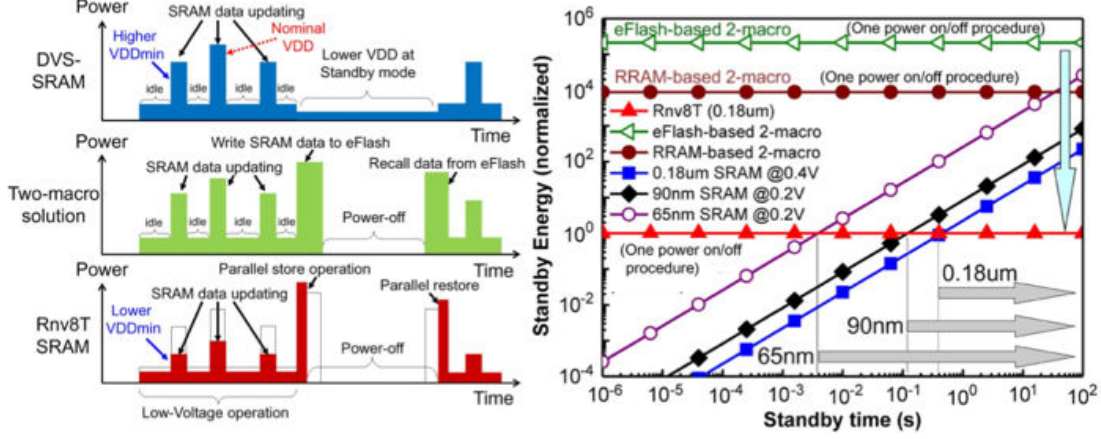 Power
SRAM data updating
Higher
VDDmin
Nominal
VDD
DVS-
SRAM
Lower VDD at
Standby mode
idle idle idle idle
Time
Power
Write SRAM data to eFlash
SRAM data updating
Recall data from eFlash
Two-macro
solution
idle idle idle idle
Power-off
Time
Power
Parallel store operation
SRAM data updating
Parallel restore
Lower
VDDmin
Rnv8T
SRAM
Power-off
Time
Low-Voltage operation
Standby Energy (normalized)
10^6
10^4
10^2
10^0
10^-2
10^-4
eFlash-based 2-macro
(One power on/off procedure)
RRAM-based 2-macro
(One power on/off procedure)
Rnv8T (0.18um)
eFlash-based 2-macro
RRAM-based 2-macro
0.18um SRAM @0.4V
90nm SRAM @0.2V
65nm SRAM @0.2V
(One power on/off
procedure)
0.18um
90nm
65nm
10^-6 10^-5 10^-4 10^-3 10^-2 10^-1 10^0 10^1 10^2
Standby time (s)